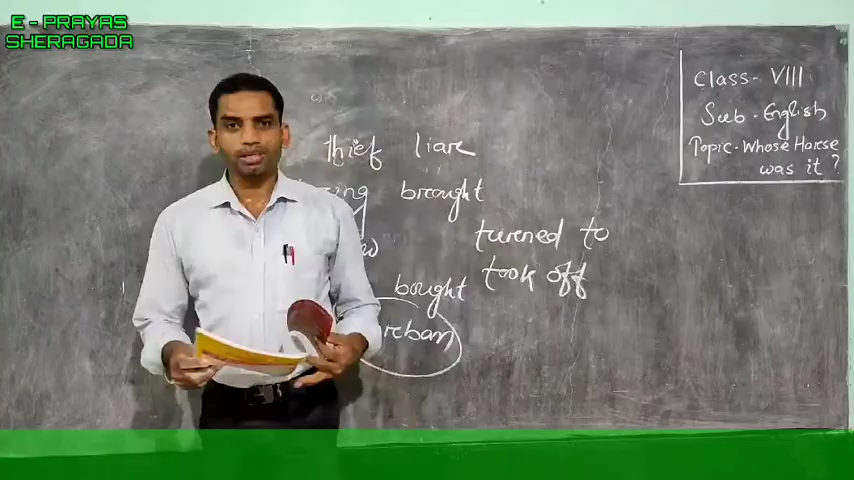 E - PRAYAS
SHERAGADA
Class- VIII
Sub - English
Topic - Whose Horse
was it ?
thief liar
brought
turned to
took off
bought